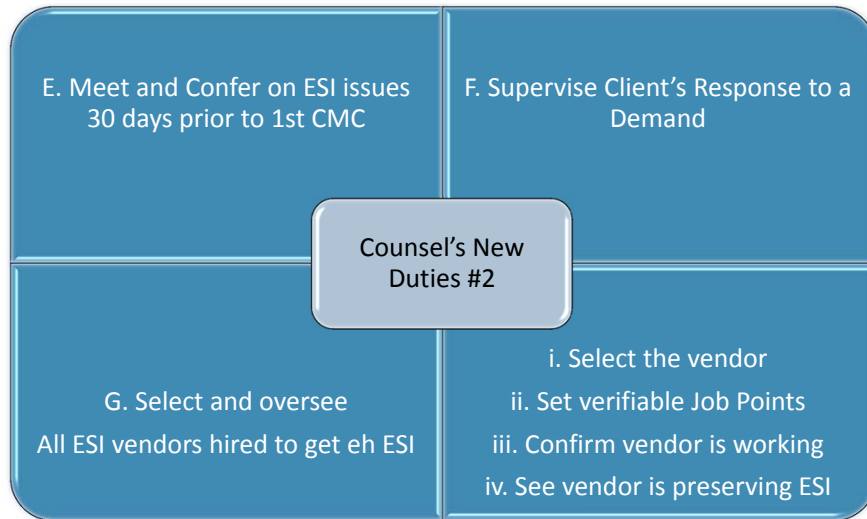 E. Meet and Confer on ESI issues
30 days prior to 1st CMC
F. Supervise Client’s Response to a
Demand
Counsel’s New
Duties #2
G. Select and oversee
All ESI vendors hired to get eh ESI
i. Select the vendor
ii. Set verifiable Job Points
iii. Confirm vendor is working
iv. See vendor is preserving ESI